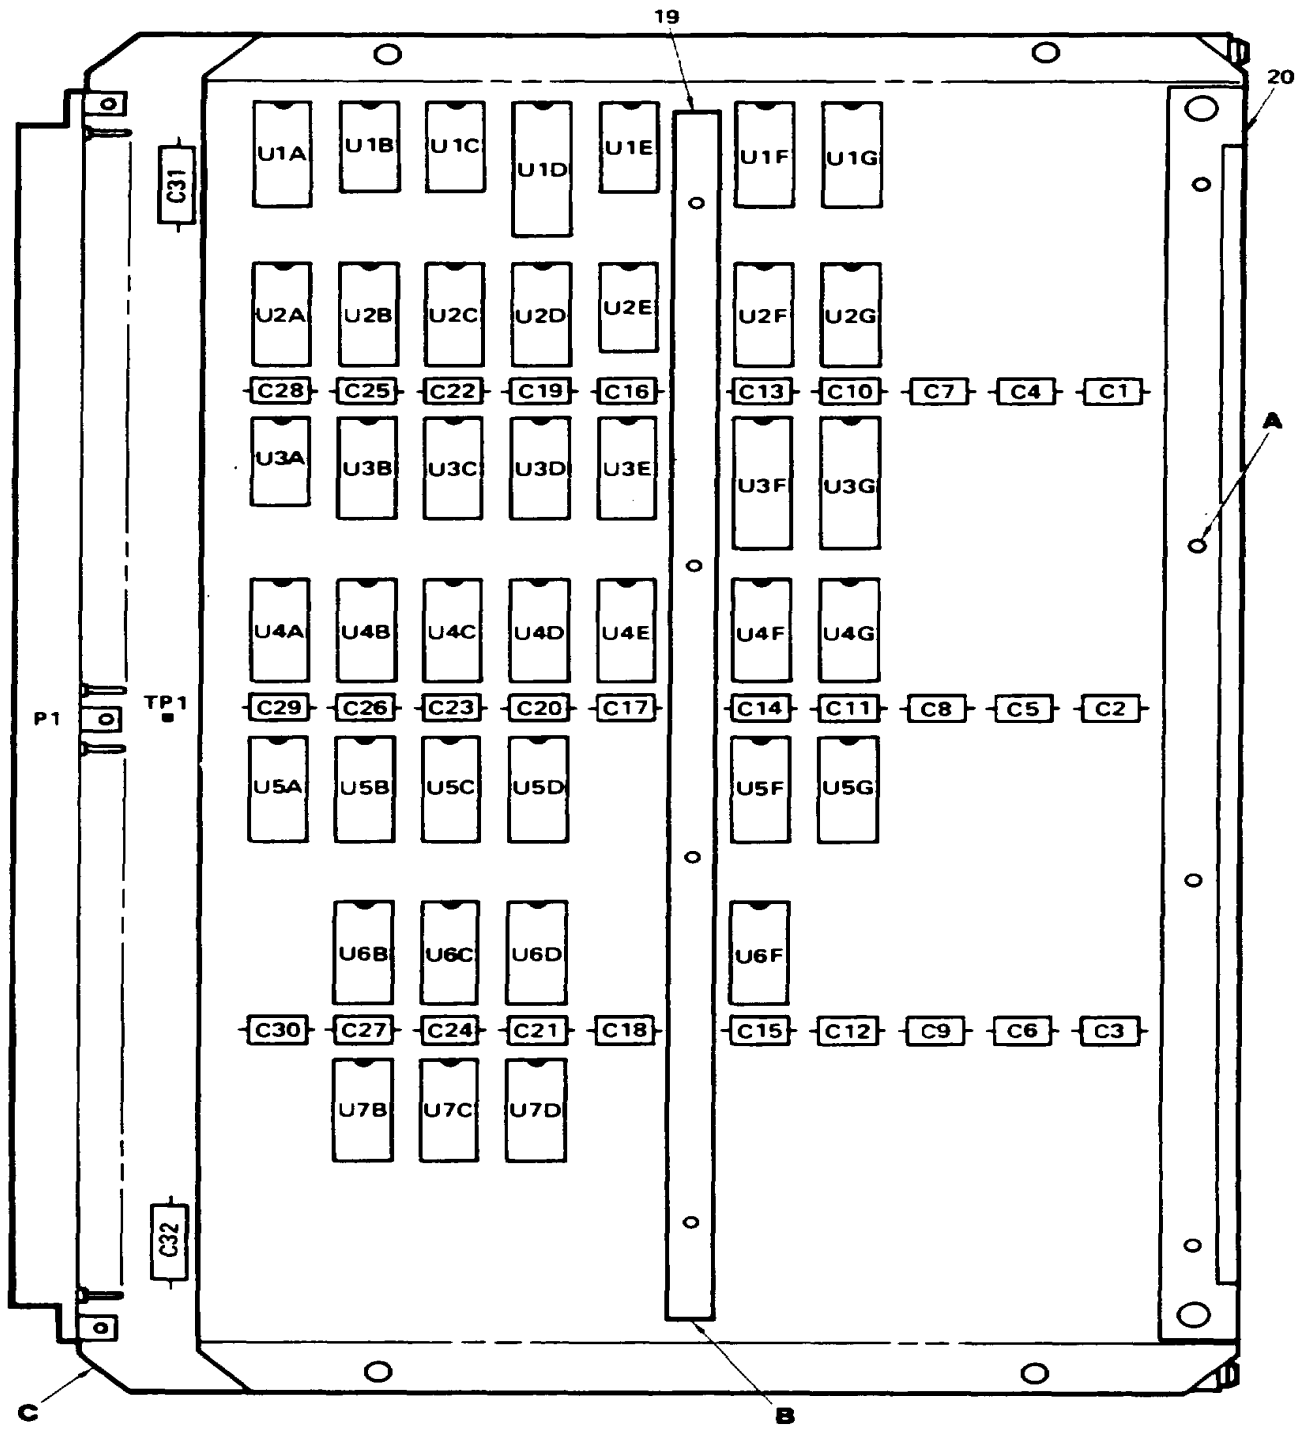 19
20
U1A U1B U1C U1D U1E U1F U1G
C31
U2A U2B U2C U2D U2E U2F U2G
C28 C25 C22 C19 C16 C13 C10 C7 C4 C1
A
U3A U3B U3C U3D U3E U3F U3G
U4A U4B U4C U4D U4E U4F U4G
P1 TP1 C29 C26 C23 C20 C17 C14 C11 C8 C5 C2
U5A U5B U5C U5D U5F U5G
U6B U6C U6D U6F
C30 C27 C24 C21 C18 C15 C12 C9 C6 C3
U7B U7C U7D
C32
C B